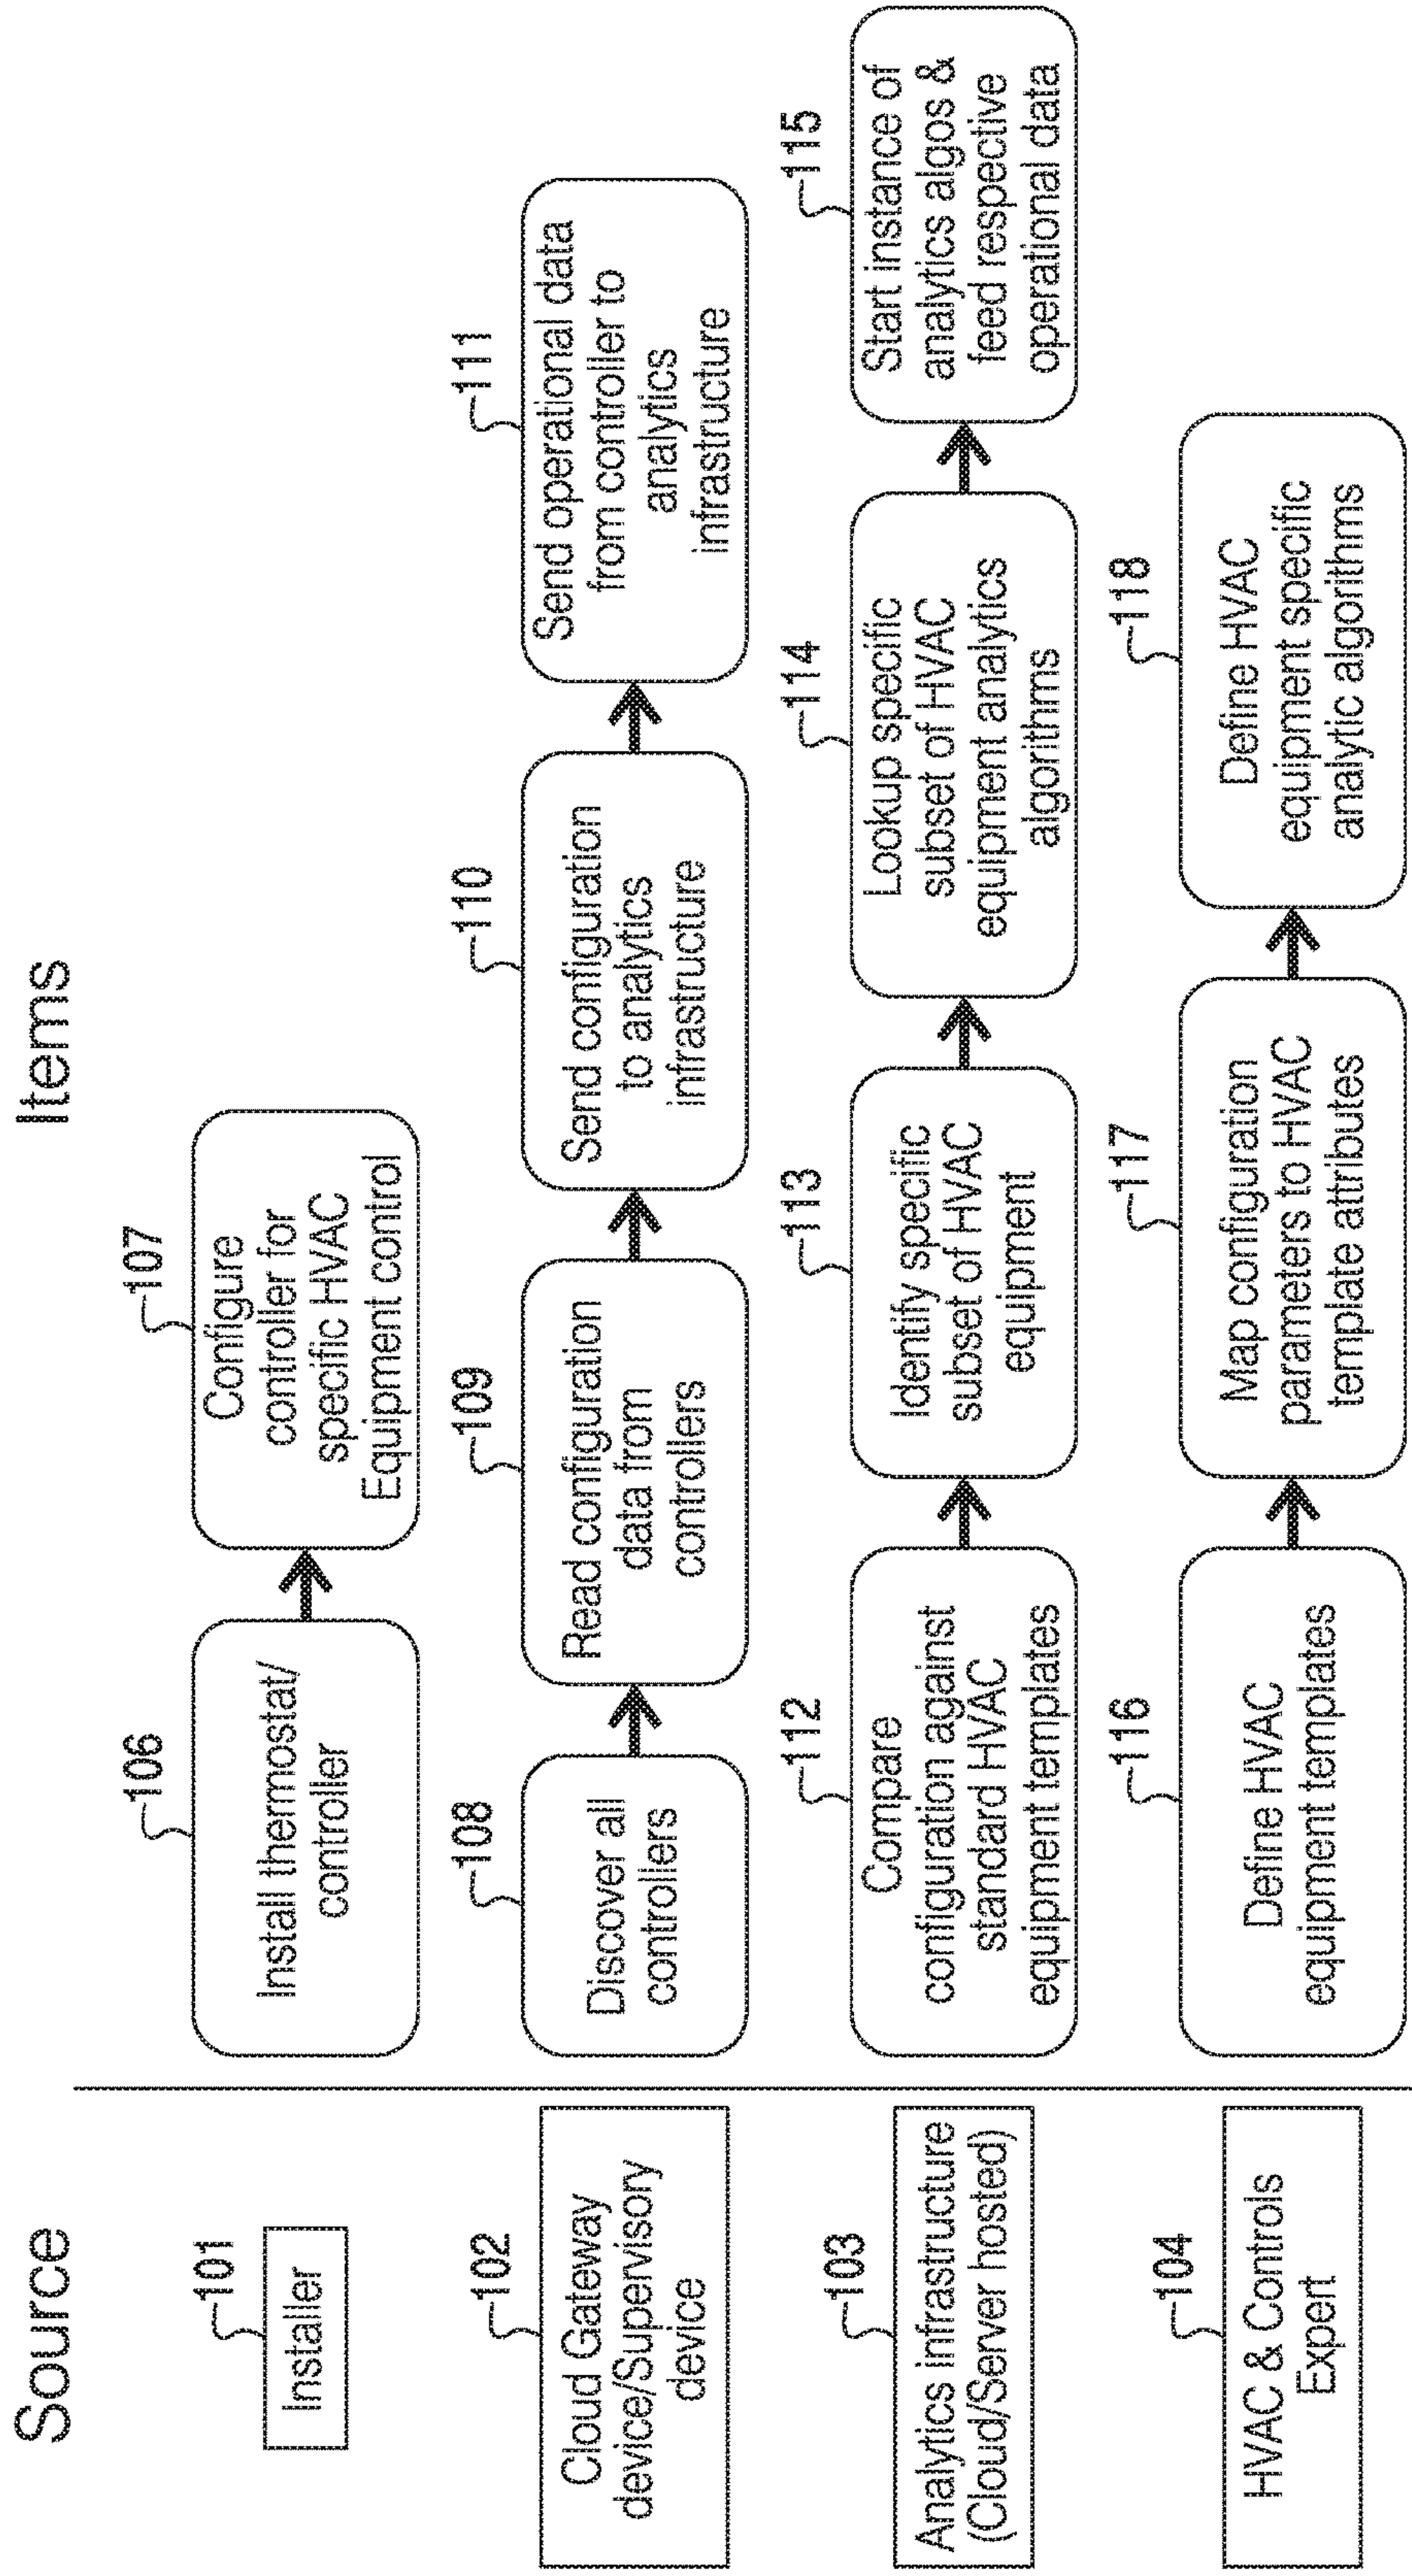 Source
Items
101
Installer
106
Install thermostat/
controller
107
Configure
controller for
specific HVAC
Equipment control
102
Cloud Gateway
device/Supervisory
device
108
Discover all
controllers
109
Read configuration
data from
controllers
110
Send configuration
to analytics
infrastructure
111
Send operational data
from controller to
analytics
infrastructure
103
Analytics infrastructure
(Cloud/Server hosted)
112
Compare
configuration against
standard HVAC
equipment templates
113
Identify specific
subset of HVAC
equipment
114
Lookup specific
subset of HVAC
equipment analytics
algorithms
115
Start instance of
analytics algos &
feed respective
operational data
104
HVAC & Controls
Expert
116
Define HVAC
equipment templates
117
Map configuration
parameters to HVAC
template attributes
118
Define HVAC
equipment specific
analytic algorithms